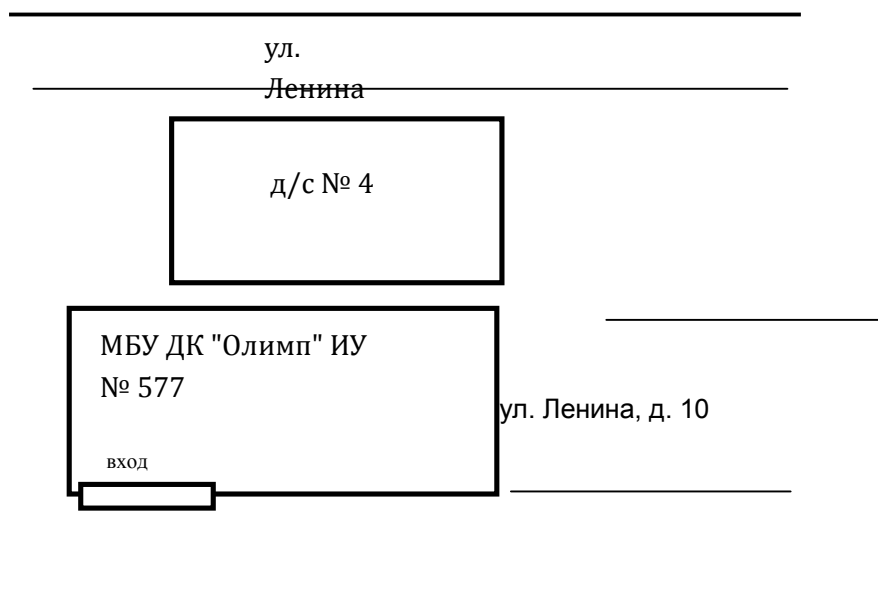 ул.
Ленина
д/с № 4
МБУ ДК "Олимп" ИУ
№ 577
ул. Ленина, д. 10
вход